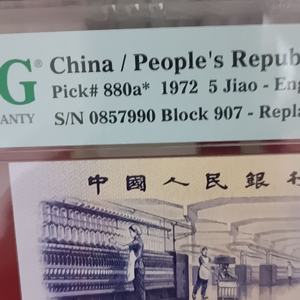 G® China / People's Repub
Pick# 880a* 1972 5 Jiao - Eng
ANTY S/N 0857990 Block 907 - Repla
中國人民銀